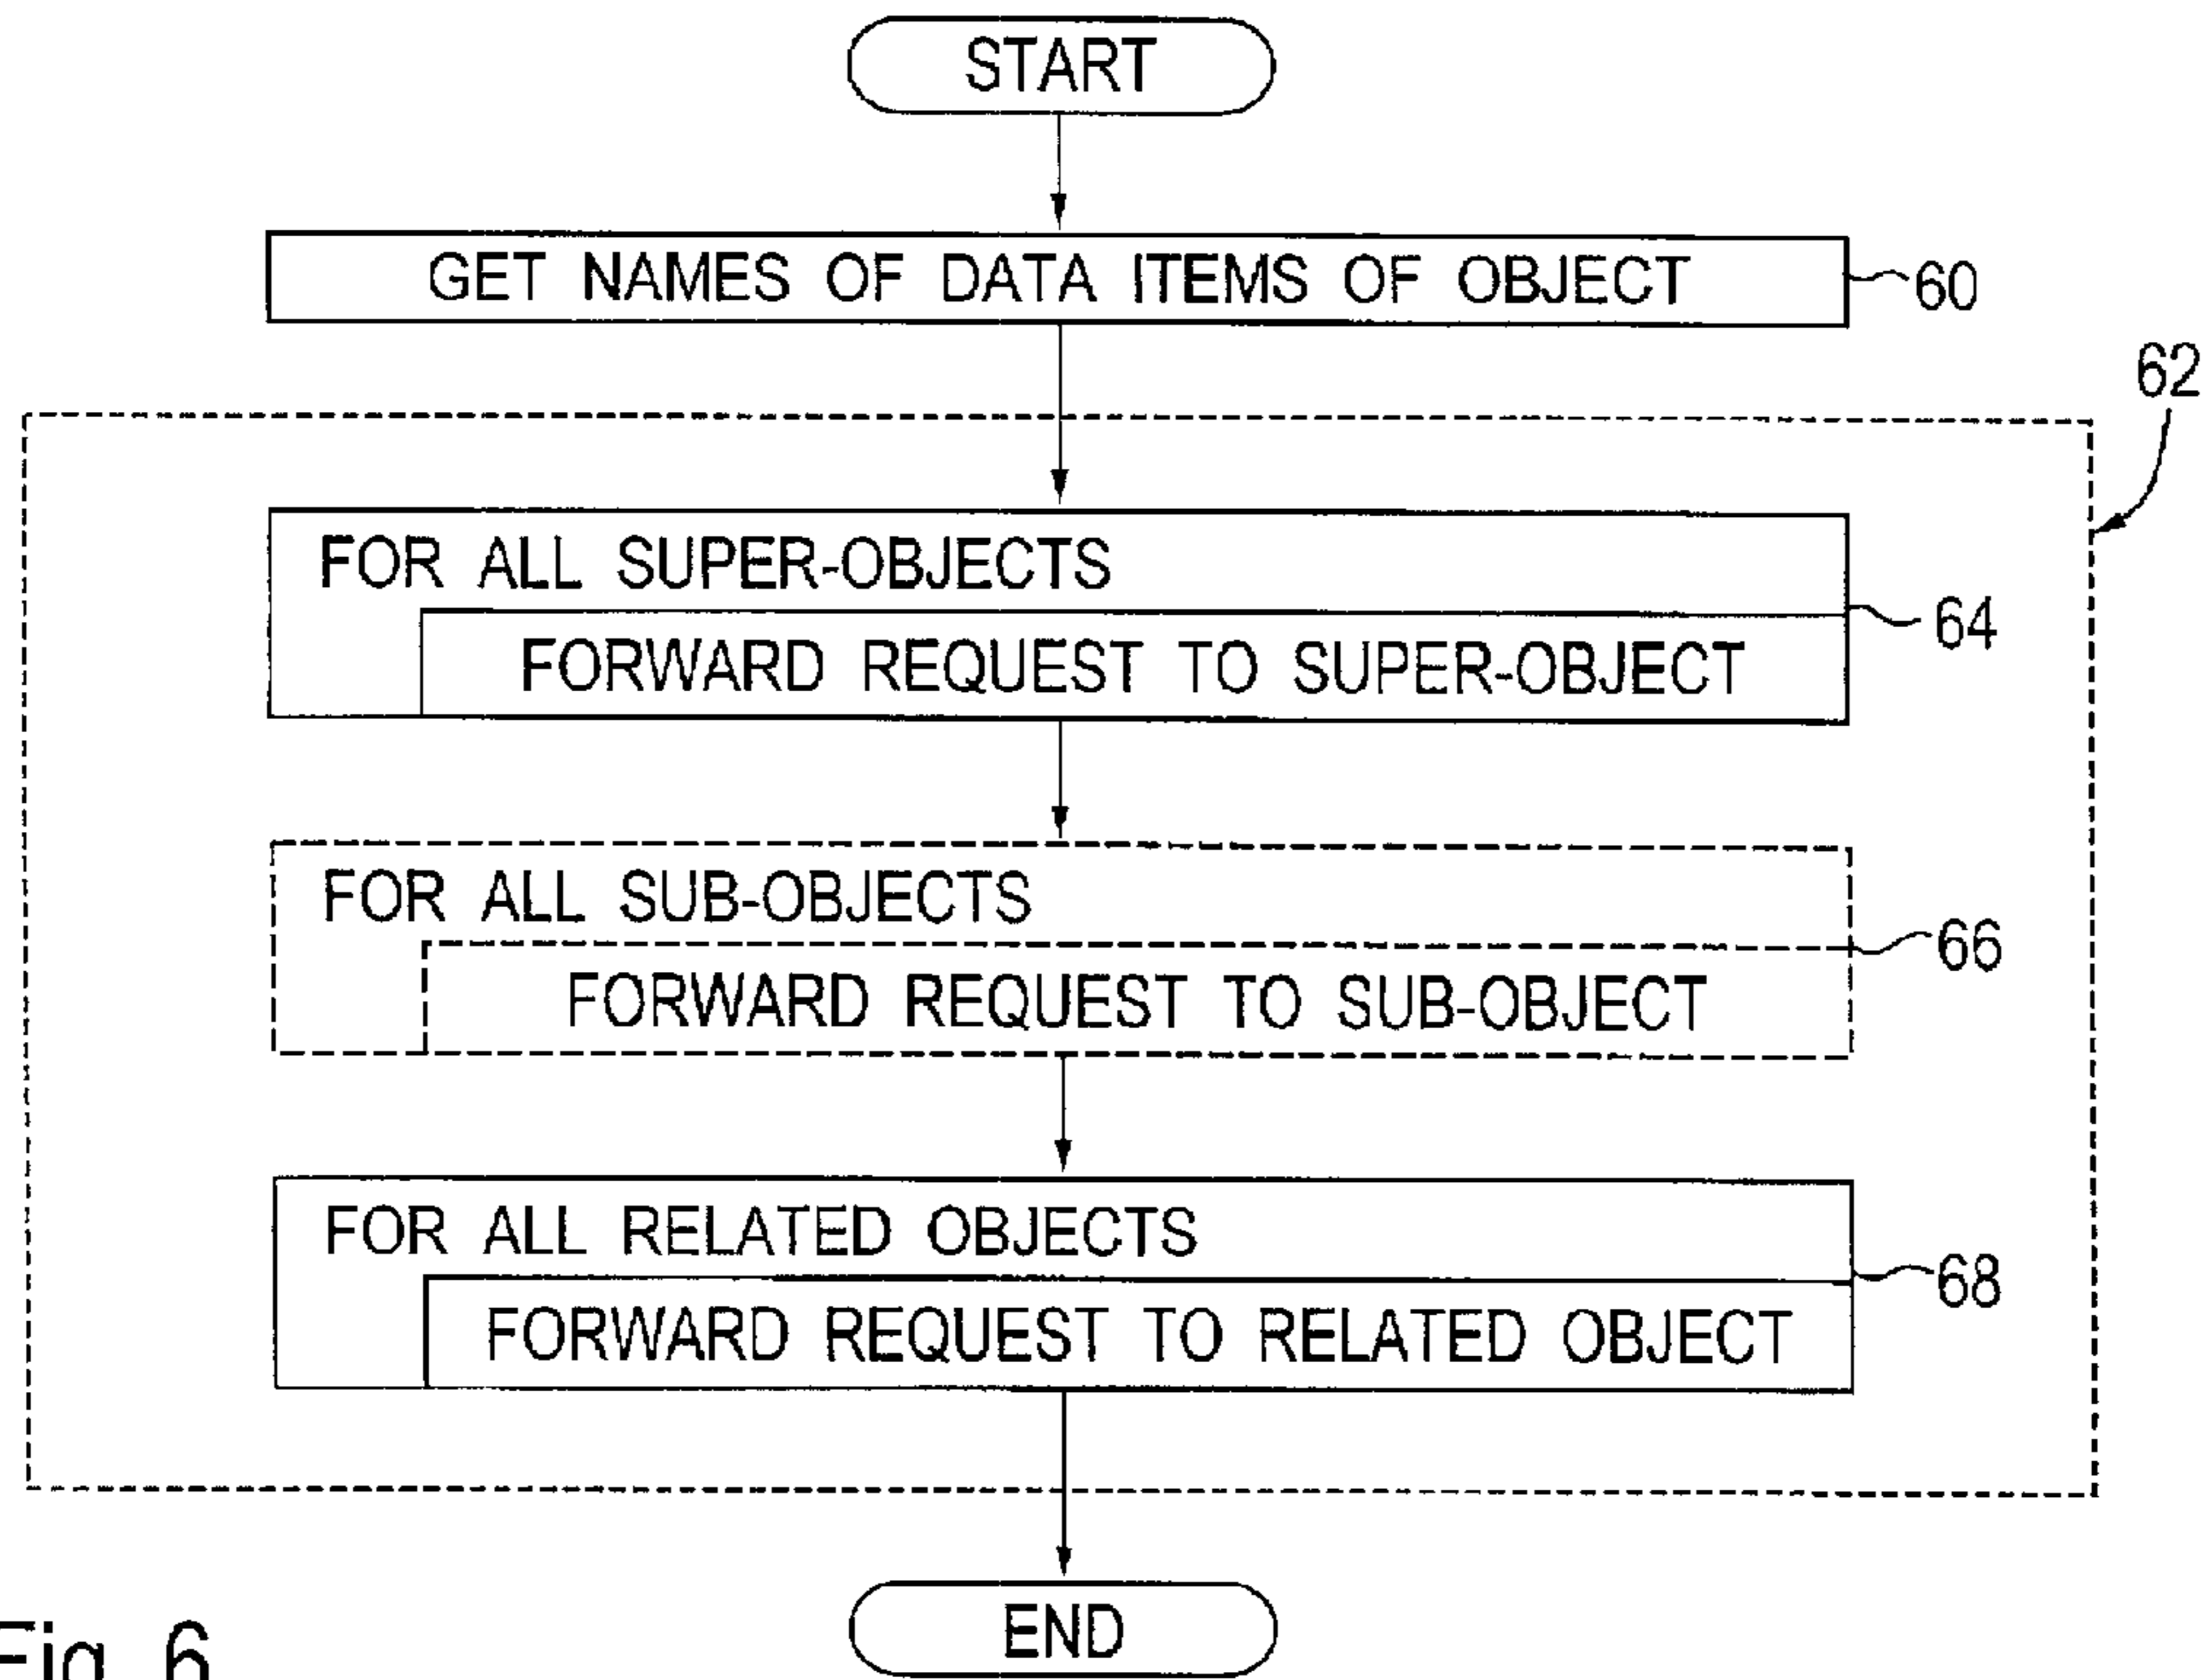 START
GET NAMES OF DATA ITEMS OF OBJECT
60
62
FOR ALL SUPER-OBJECTS
FORWARD REQUEST TO SUPER-OBJECT
64
FOR ALL SUB-OBJECTS
FORWARD REQUEST TO SUB-OBJECT
66
FOR ALL RELATED OBJECTS
FORWARD REQUEST TO RELATED OBJECT
68
END
Fig. 6